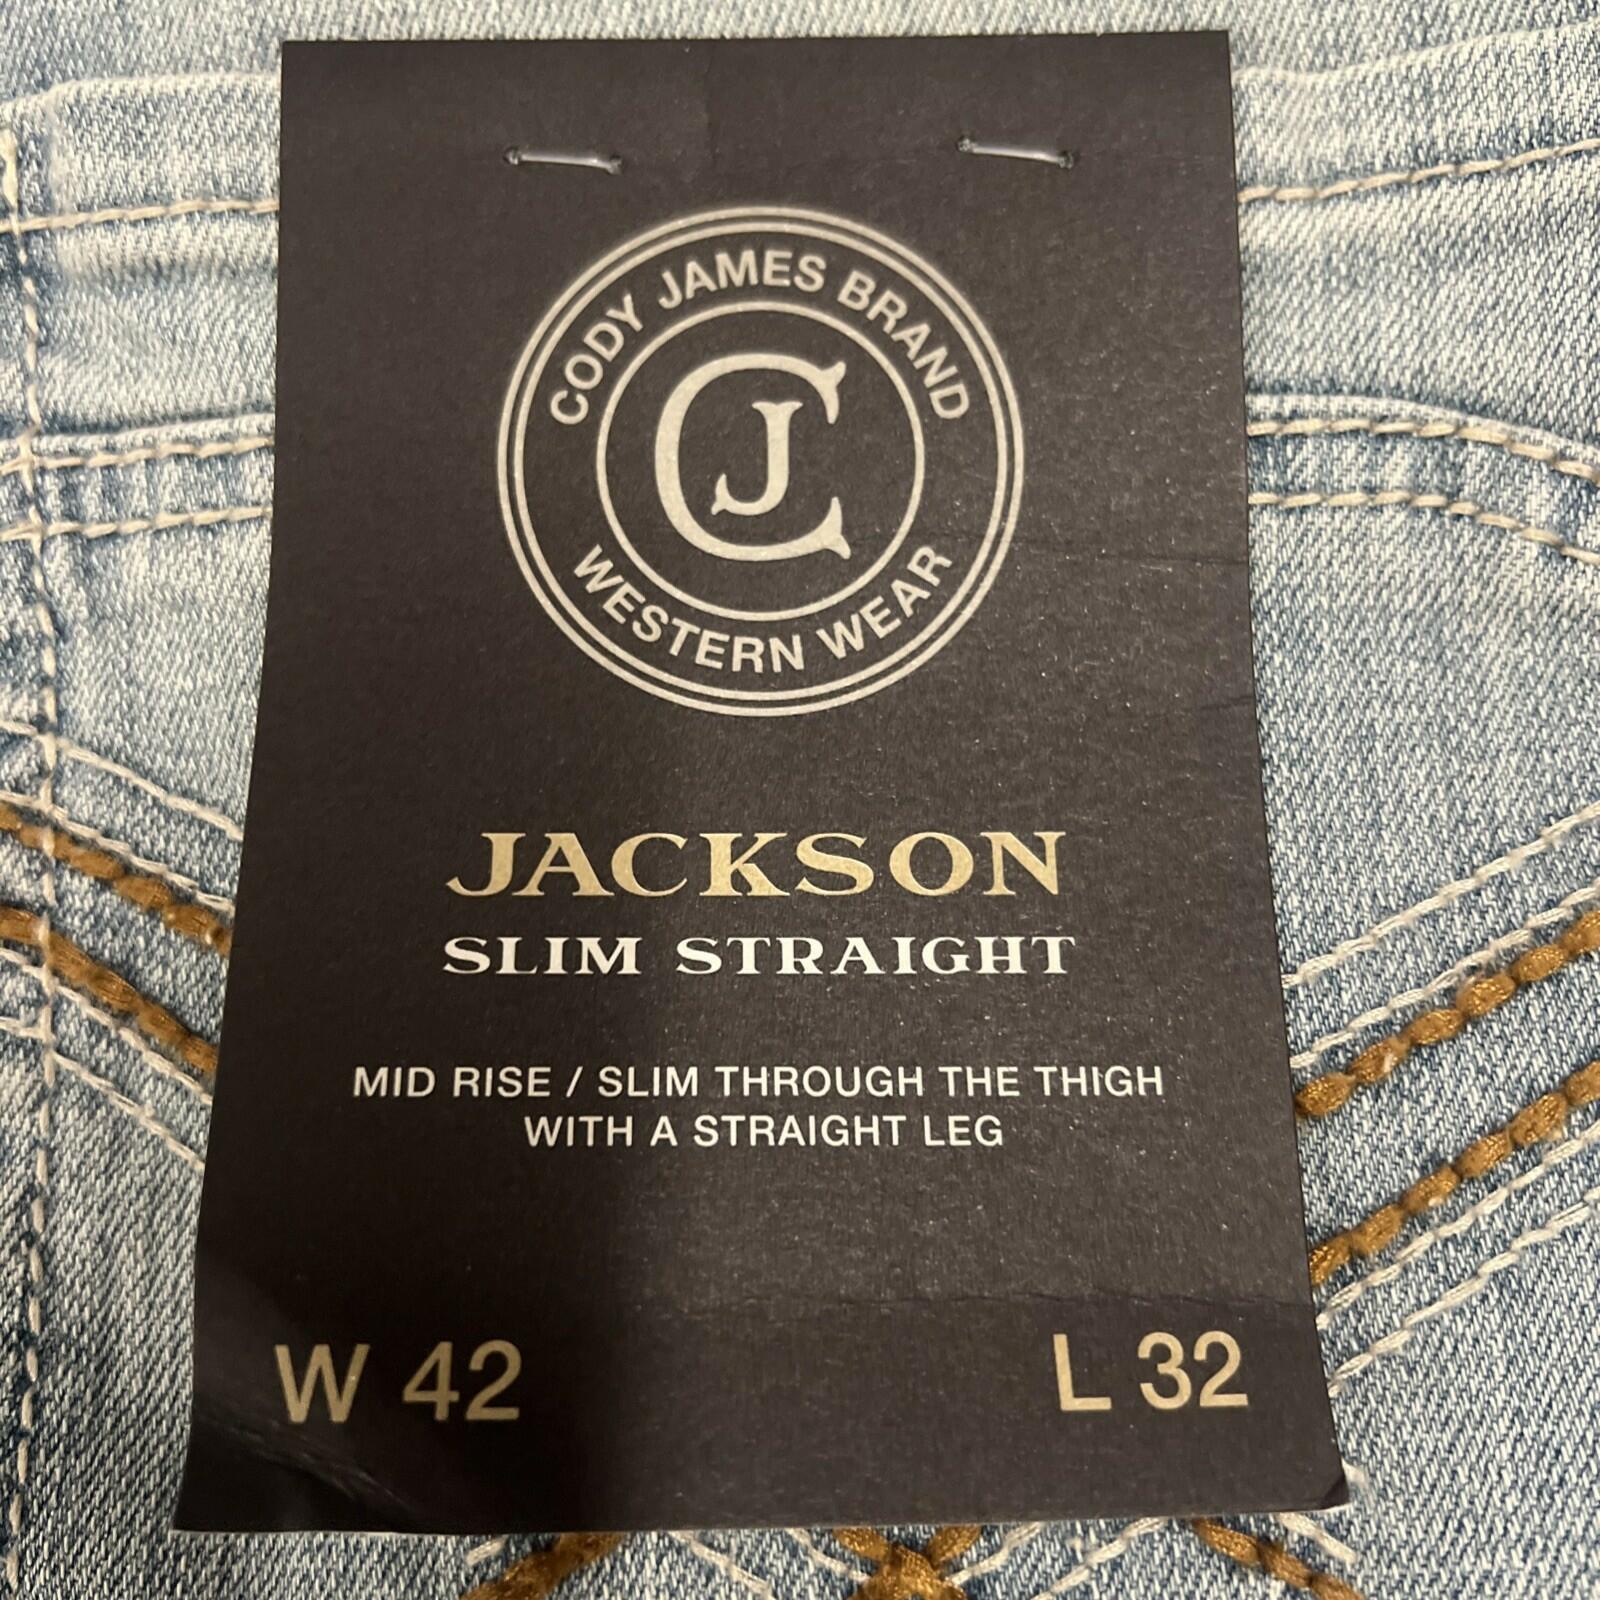 CODY JAMES BRAND
CJ
WESTERN WEAR
JACKSON
SLIM STRAIGHT
MID RISE / SLIM THROUGH THE THIGH
WITH A STRAIGHT LEG
W 42 L 32